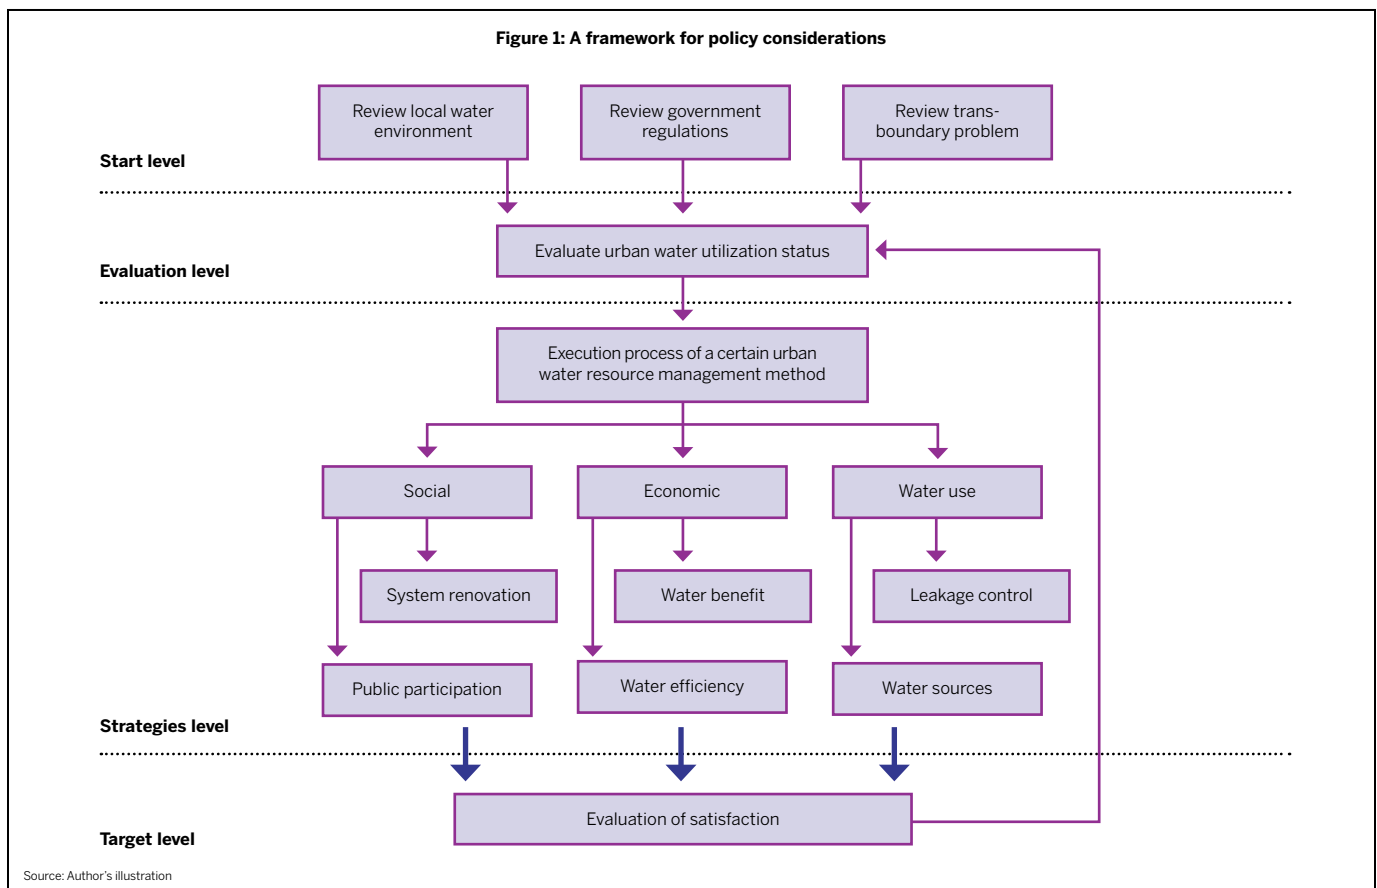 Figure 1: A framework for policy considerations
Review local water
environment
Review government
regulations
Review trans-
boundary problem
Start level
Evaluate urban water utilization status
Evaluation level
Execution process of a certain urban
water resource management method
Social
Economic
Water use
System renovation
Water benefit
Leakage control
Public participation
Water efficiency
Water sources
Strategies level
Evaluation of satisfaction
Target level
Source: Author’s illustration